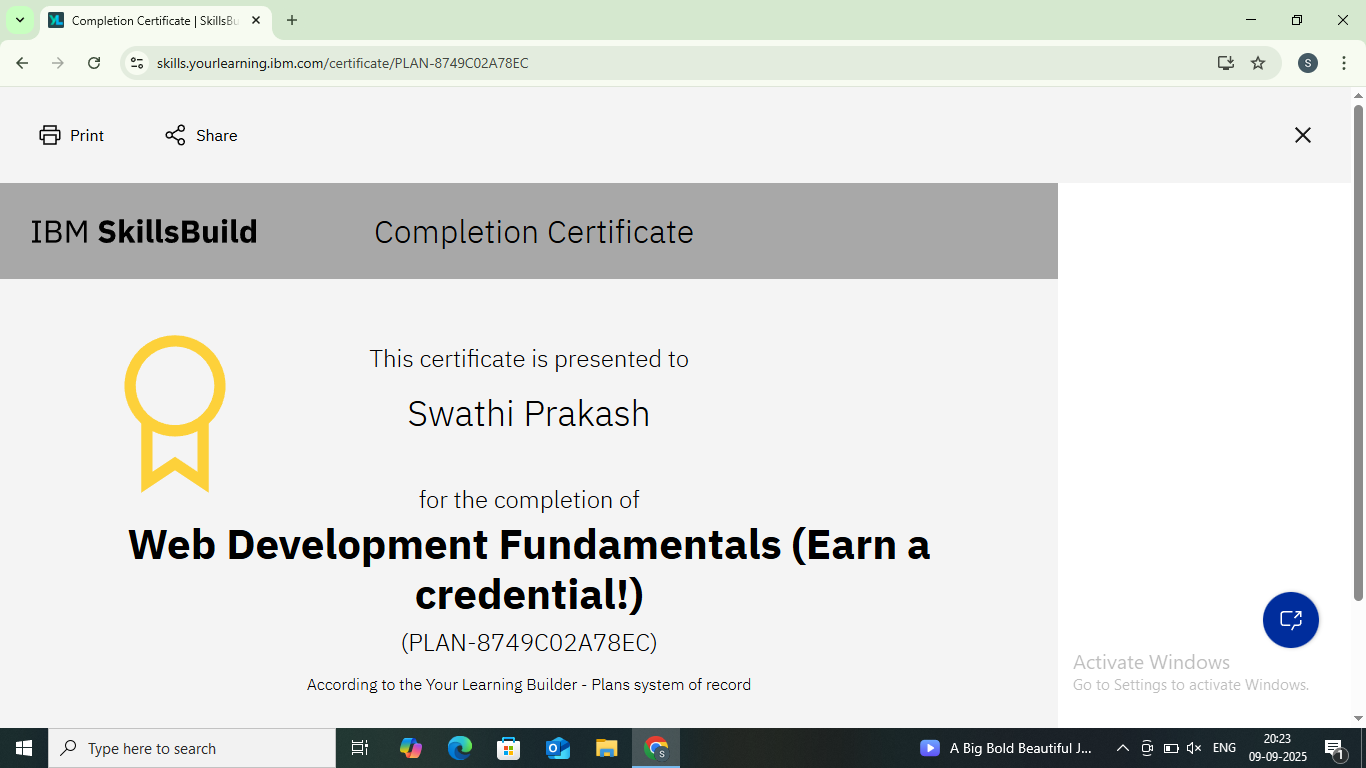 Completion Certificate | SkillsBu
skills.yourlearning.ibm.com/certificate/PLAN-8749C02A78EC
S
Print
Share
IBM SkillsBuild
Completion Certificate
This certificate is presented to
Swathi Prakash
for the completion of
Web Development Fundamentals (Earn a
credential!)
(PLAN-8749C02A78EC)
According to the Your Learning Builder - Plans system of record
Activate Windows
Go to Settings to activate Windows.
Type here to search
A Big Bold Beautiful J...
ENG
20:23
09-09-2025
1